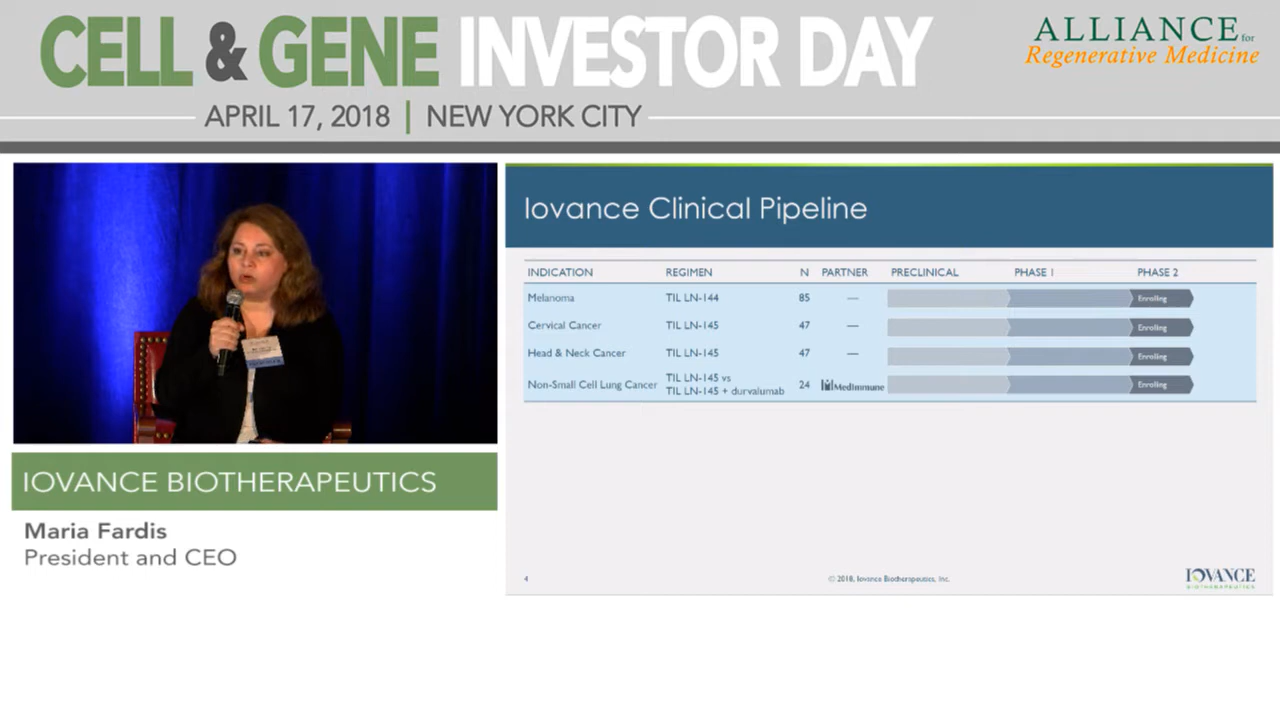 CELL & GENE INVESTOR DAY
APRIL 17, 2018 | NEW YORK CITY
ALLIANCE for
Regenerative Medicine
Iovance Clinical Pipeline
INDICATION REGIMEN N PARTNER PRECLINICAL PHASE 1 PHASE 2
Melanoma TIL LN-144 85 — Enrolling
Cervical Cancer TIL LN-145 47 — Enrolling
Head & Neck Cancer TIL LN-145 47 — Enrolling
Non-Small Cell Lung Cancer TIL LN-145 vs
TIL LN-145 + durvalumab 24 MedImmune Enrolling
4 © 2018, Iovance Biotherapeutics, Inc.
IOVANCE
BIOTHERAPEUTICS
IOVANCE BIOTHERAPEUTICS
Maria Fardis
President and CEO